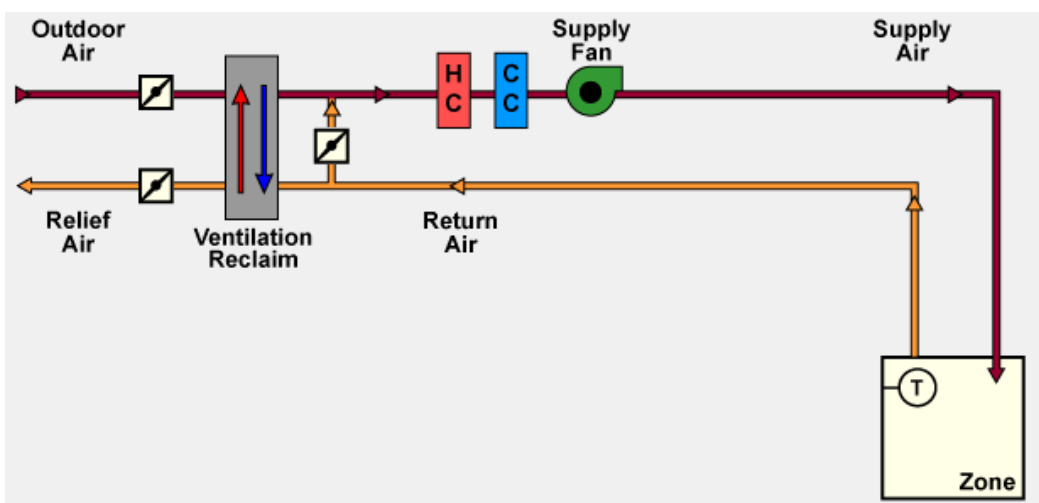 Outdoor
Air
Supply
Fan
Supply
Air
H
C
C
C
Relief
Air
Ventilation
Reclaim
Return
Air
T
Zone